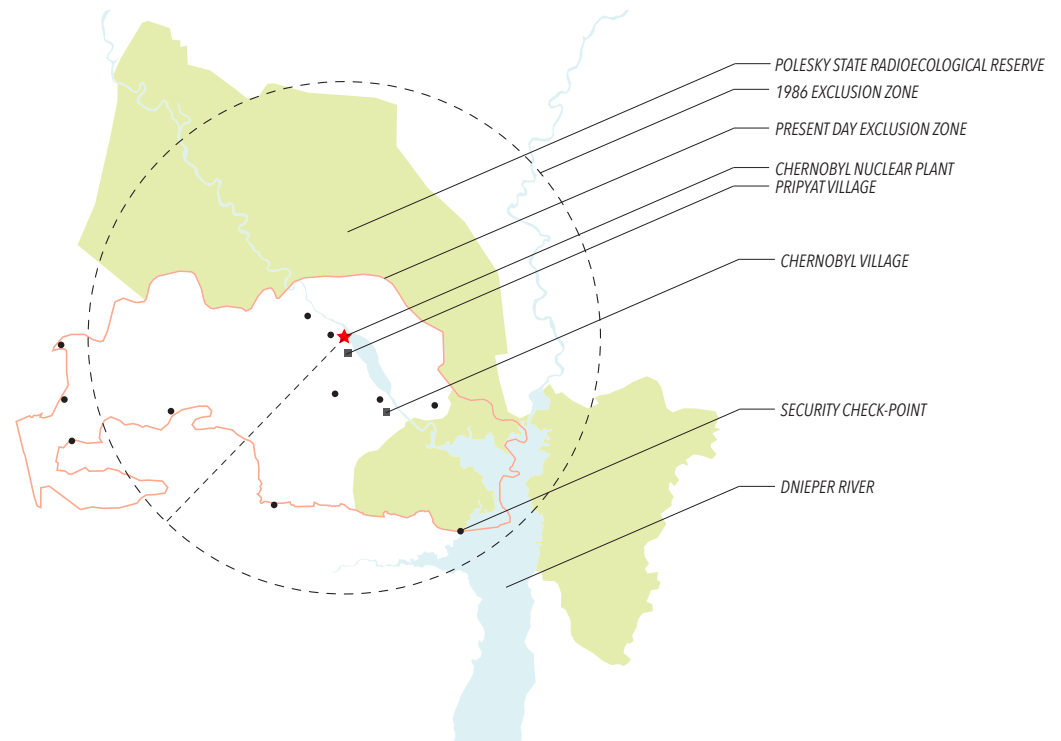 POLESKY STATE RADIOECOLOGICAL RESERVE
1986 EXCLUSION ZONE
PRESENT DAY EXCLUSION ZONE
CHERNOBYL NUCLEAR PLANT
PRIPYAT VILLAGE
CHERNOBYL VILLAGE
SECURITY CHECK-POINT
DNIEPER RIVER